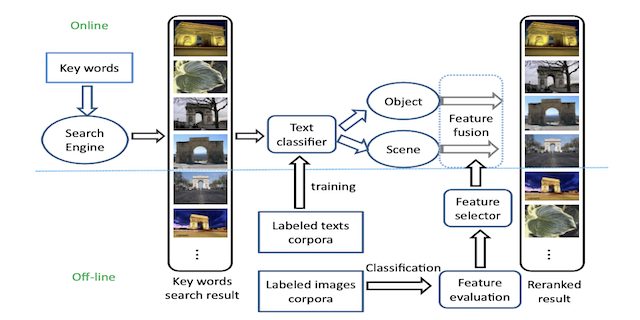 Online
Key words
Search
Engine
Text
classifier
Object
Scene
Feature
fusion
training
Feature
selector
Labeled texts
corpora
Off-line
Key words
search result
Labeled images
corpora
Classification
Feature
evaluation
Reranked
result